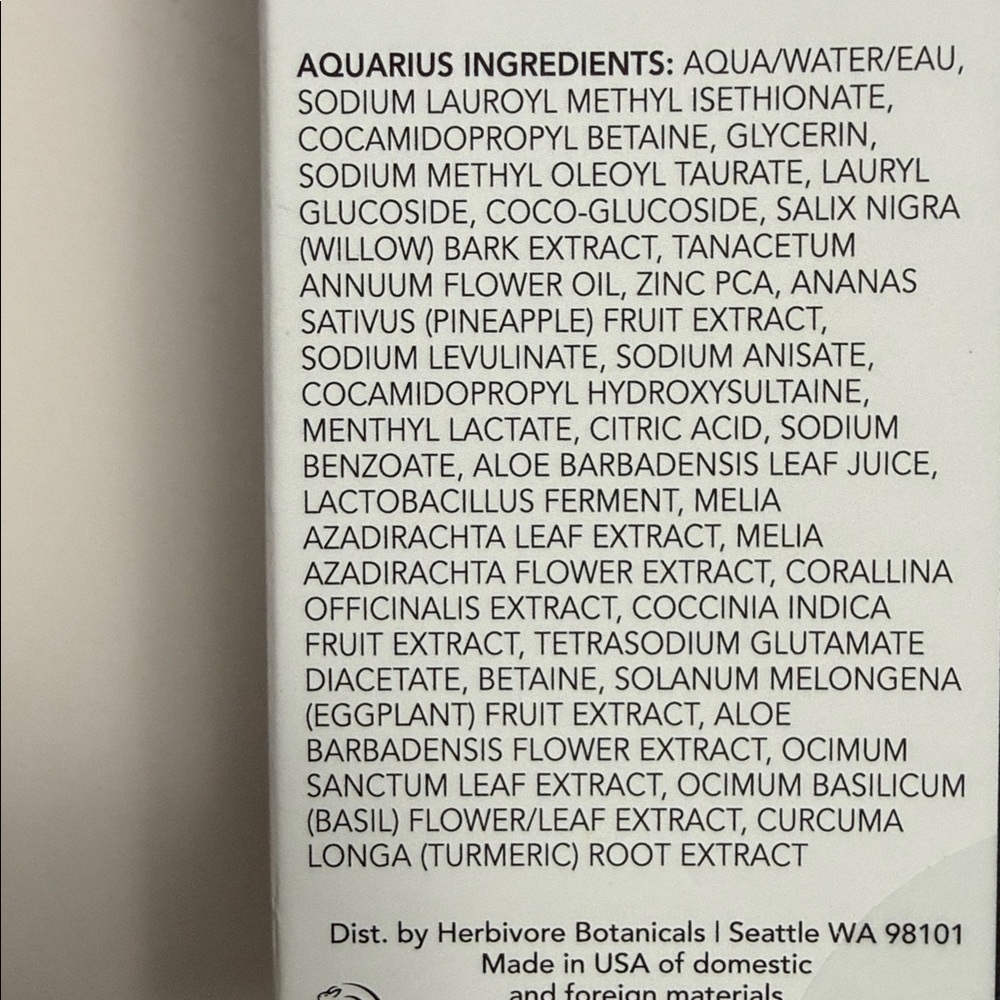 AQUARIUS INGREDIENTS: AQUA/WATER/EAU,
SODIUM LAUROYL METHYL ISETHIONATE,
COCAMIDOPROPYL BETAINE, GLYCERIN,
SODIUM METHYL OLEOYL TAURATE, LAURYL
GLUCOSIDE, COCO-GLUCOSIDE, SALIX NIGRA
(WILLOW) BARK EXTRACT, TANACETUM
ANNUUM FLOWER OIL, ZINC PCA, ANANAS
SATIVUS (PINEAPPLE) FRUIT EXTRACT,
SODIUM LEVULINATE, SODIUM ANISATE,
COCAMIDOPROPYL HYDROXYSULTAINE,
MENTHYL LACTATE, CITRIC ACID, SODIUM
BENZOATE, ALOE BARBADENSIS LEAF JUICE,
LACTOBACILLUS FERMENT, MELIA
AZADIRACHTA LEAF EXTRACT, MELIA
AZADIRACHTA FLOWER EXTRACT, CORALLINA
OFFICINALIS EXTRACT, COCCINIA INDICA
FRUIT EXTRACT, TETRASODIUM GLUTAMATE
DIACETATE, BETAINE, SOLANUM MELONGENA
(EGGPLANT) FRUIT EXTRACT, ALOE
BARBADENSIS FLOWER EXTRACT, OCIMUM
SANCTUM LEAF EXTRACT, OCIMUM BASILICUM
(BASIL) FLOWER/LEAF EXTRACT, CURCUMA
LONGA (TURMERIC) ROOT EXTRACT
Dist. by Herbivore Botanicals | Seattle WA 98101
Made in USA of domestic
and foreign materials